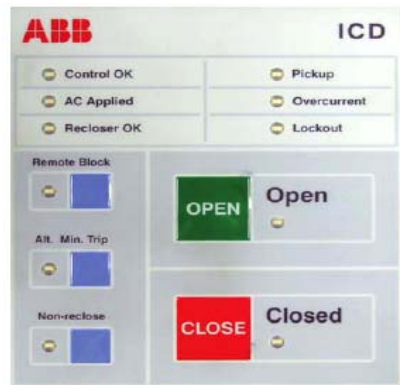 ABB ICD
Control OK Pickup
AC Applied Overcurrent
Recloser OK Lockout
Remote Block
Alt. Min. Trip
Non-reclose
OPEN Open
CLOSE Closed